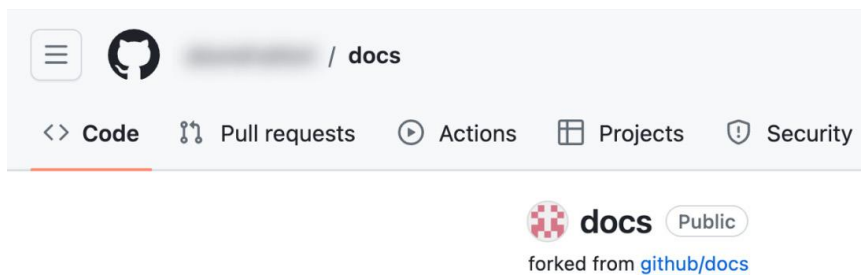 / docs
Code Pull requests Actions Projects Security
docs Public
forked from github/docs